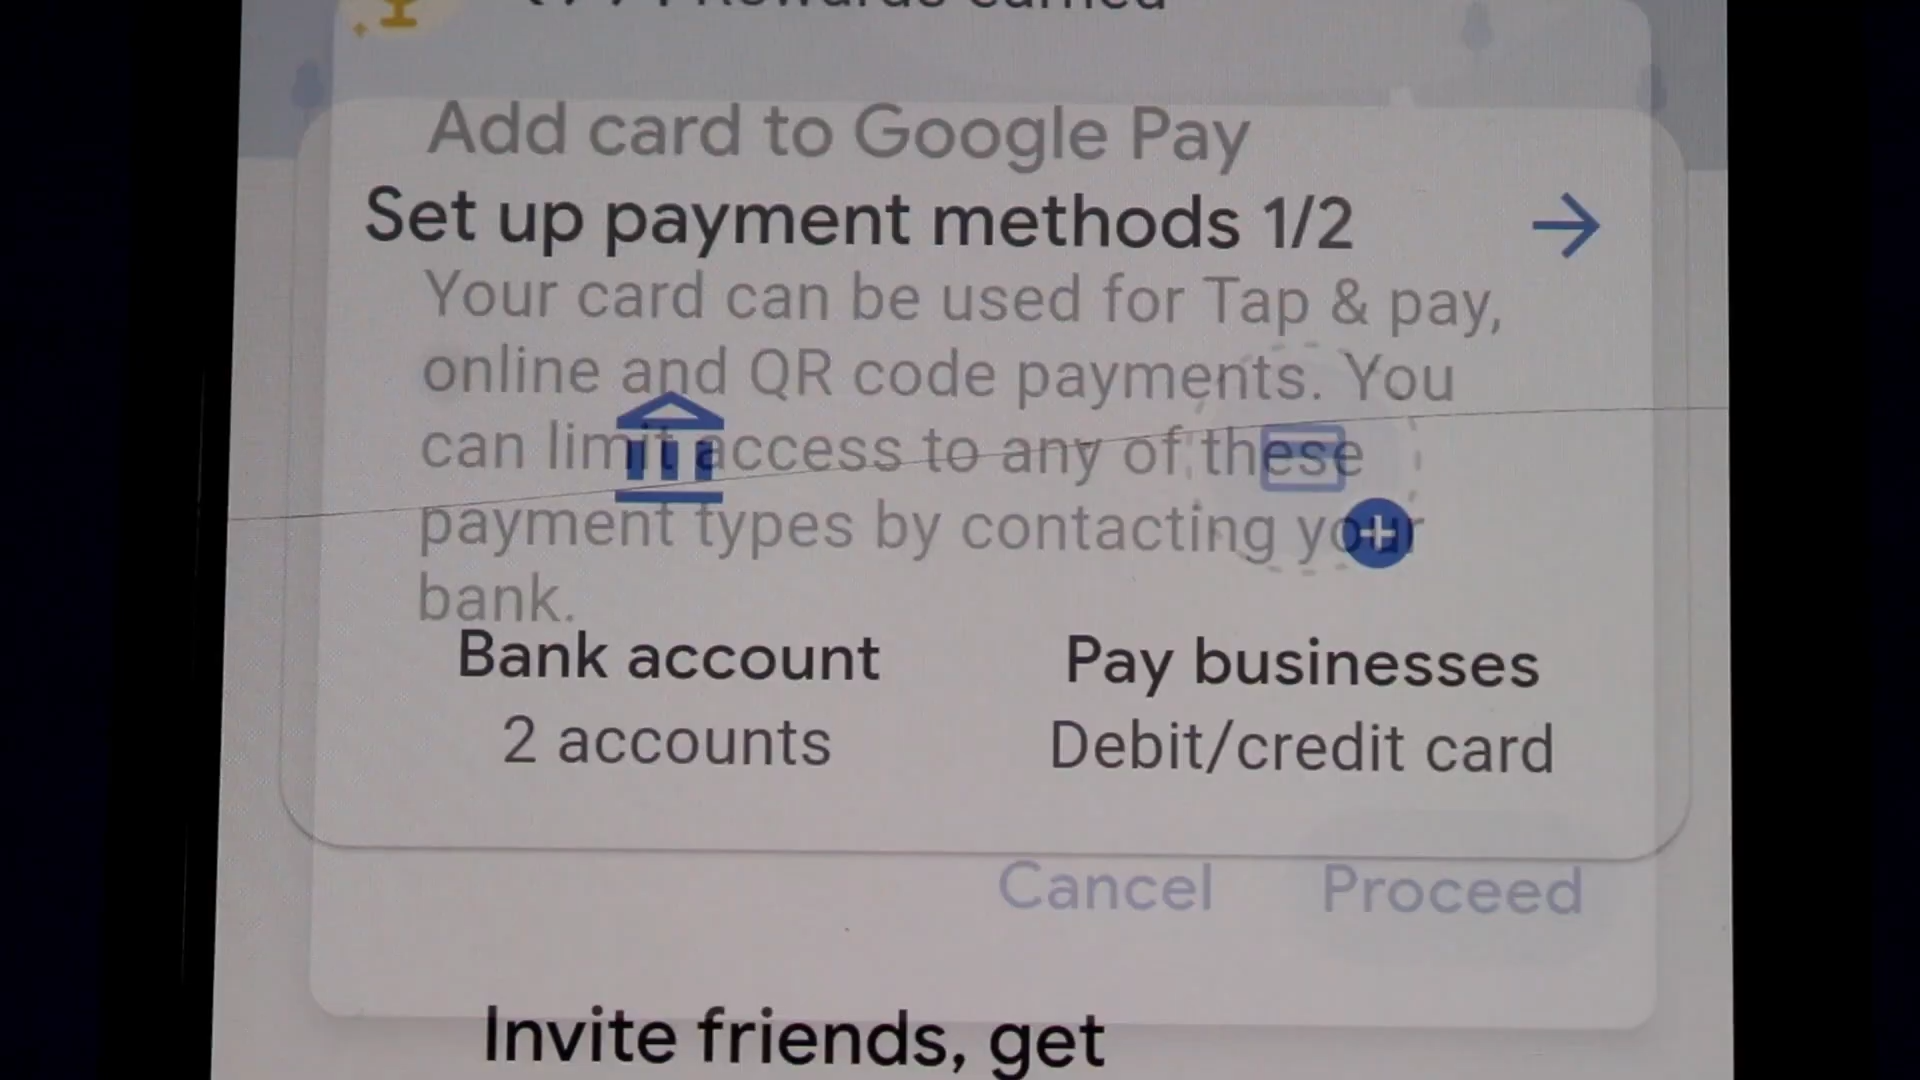 Rewards earned
Add card to Google Pay
Set up payment methods 1/2
Your card can be used for Tap & pay,
online and QR code payments. You
can limit access to any of these
payment types by contacting your
bank.
Bank account
Pay businesses
2 accounts
Debit/credit card
Cancel
Proceed
Invite friends, get